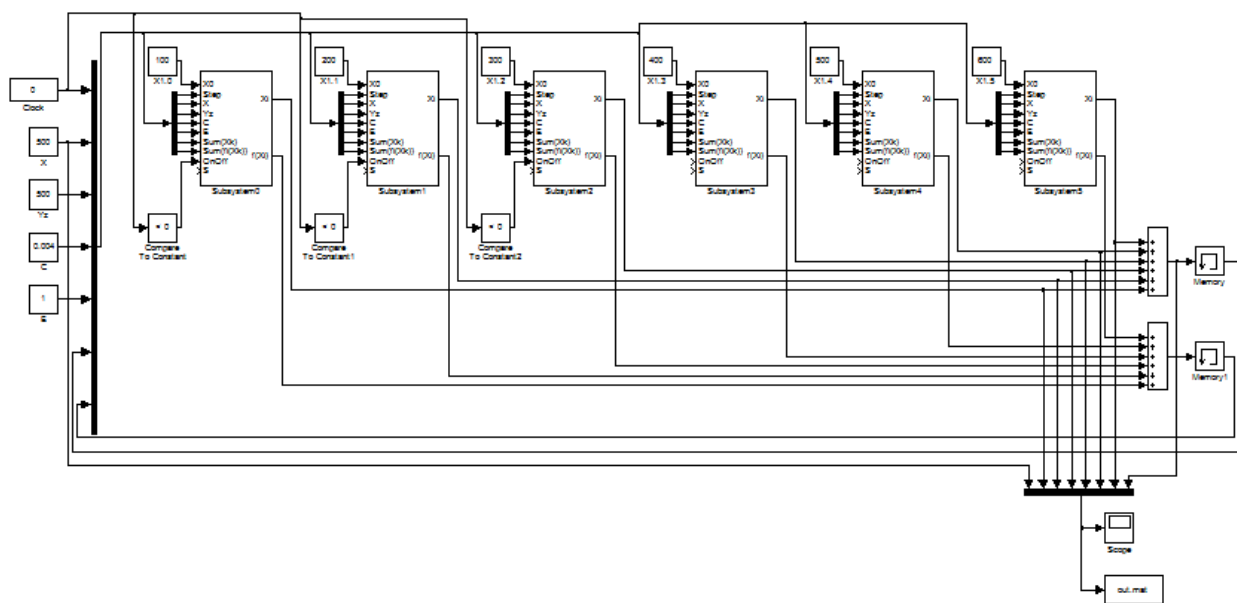 100
X1.0
200
X1.1
300
X1.2
400
X1.3
500
X1.4
600
X1.5
0
Clock
500
X
500
Yz
0.004
C
1
E
X0
Step
X
Yz
C
E
Sum(Xk)
Sum(f(Xk))
OnOff
S
Xi
f(Xi)
Subsystem0
X0
Step
X
Yz
C
E
Sum(Xk)
Sum(f(Xk))
OnOff
S
Xi
f(Xi)
Subsystem1
X0
Step
X
Yz
C
E
Sum(Xk)
Sum(f(Xk))
OnOff
S
Xi
f(Xi)
Subsystem2
X0
Step
X
Yz
C
E
Sum(Xk)
Sum(f(Xk))
OnOff
S
Xi
f(Xi)
Subsystem3
X0
Step
X
Yz
C
E
Sum(Xk)
Sum(f(Xk))
OnOff
S
Xi
f(Xi)
Subsystem4
X0
Step
X
Yz
C
E
Sum(Xk)
Sum(f(Xk))
OnOff
S
Xi
f(Xi)
Subsystem5
Compare
To Constant
Compare
To Constant1
Compare
To Constant2
Memory
Memory1
Scope
out.mat